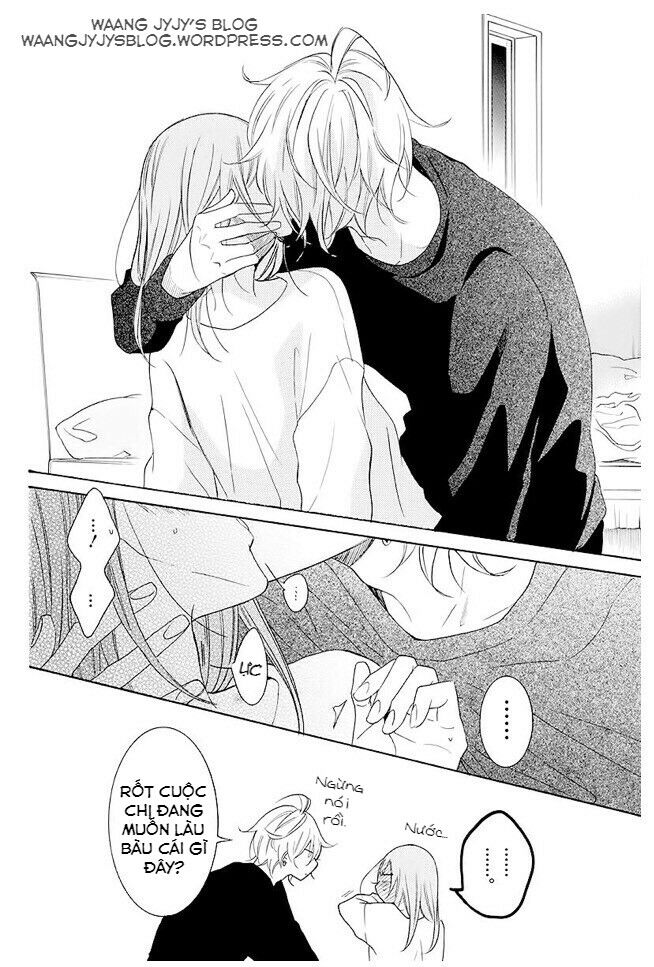 WAANG JYJY'S BLOG
WAANGJYJYSBLOG.WORDPRESS.COM
...!
...
...
ỰC
......
RỐT CUỘC
CHỊ ĐANG
MUỐN LÀU
BÀU CÁI GÌ
ĐÂY?
Ngừng
nói
rồi.
Nước...
......